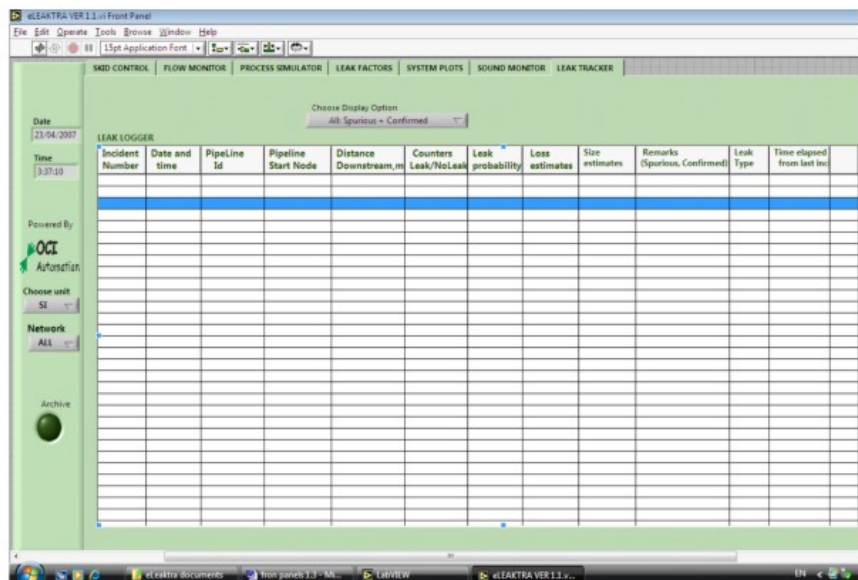 eLEAKTRA VER 1.1.vi Front Panel
File Edit Operate Tools Browse Window Help
15pt Application Font
SKID CONTROL FLOW MONITOR PROCESS SIMULATOR LEAK FACTORS SYSTEM PLOTS SOUND MONITOR LEAK TRACKER
Choose Display Option
All: Spurious + Confirmed
Date
23/04/2007
Time
3:37:10
Powered By
OCI
Automation
Choose unit
SI
Network
ALL
Archive
LEAK LOGGER
Incident Date and PipeLine Pipeline Distance Counters Leak Loss Size Remarks Leak Time elapsed
Number time Id Start Node Downstream,m Leak/NoLeak probability estimates estimates (Spurious, Confirmed) Type from last inc
eLeaktra documents fron panels 1.3 - Mi... LabVIEW eLEAKTRA VER 1.1.v... EN